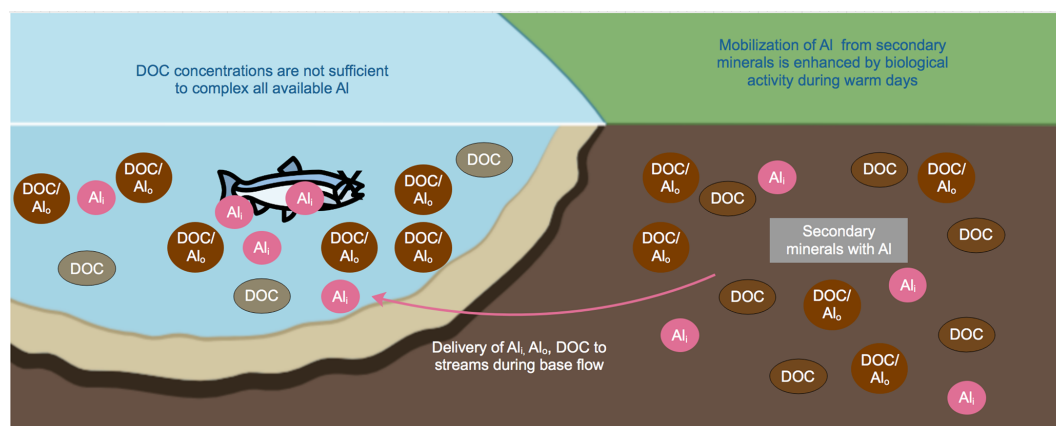 DOC concentrations are not sufficient
to complex all available Al
Mobilization of Al from secondary
minerals is enhanced by biological
activity during warm days
DOC/
Alo
Ali
DOC/
Alo
Ali
Ali
DOC/
Alo
DOC
DOC/
Alo
Ali
DOC/
Alo
DOC/
Alo
DOC
DOC
Ali
DOC/
Alo
DOC
Ali
DOC
DOC/
Alo
DOC/
Alo
Secondary
minerals with Al
DOC
DOC
DOC/
Alo
Ali
Ali
DOC
DOC
DOC/
Alo
Ali
Delivery of Ali, Alo, DOC to
streams during base flow